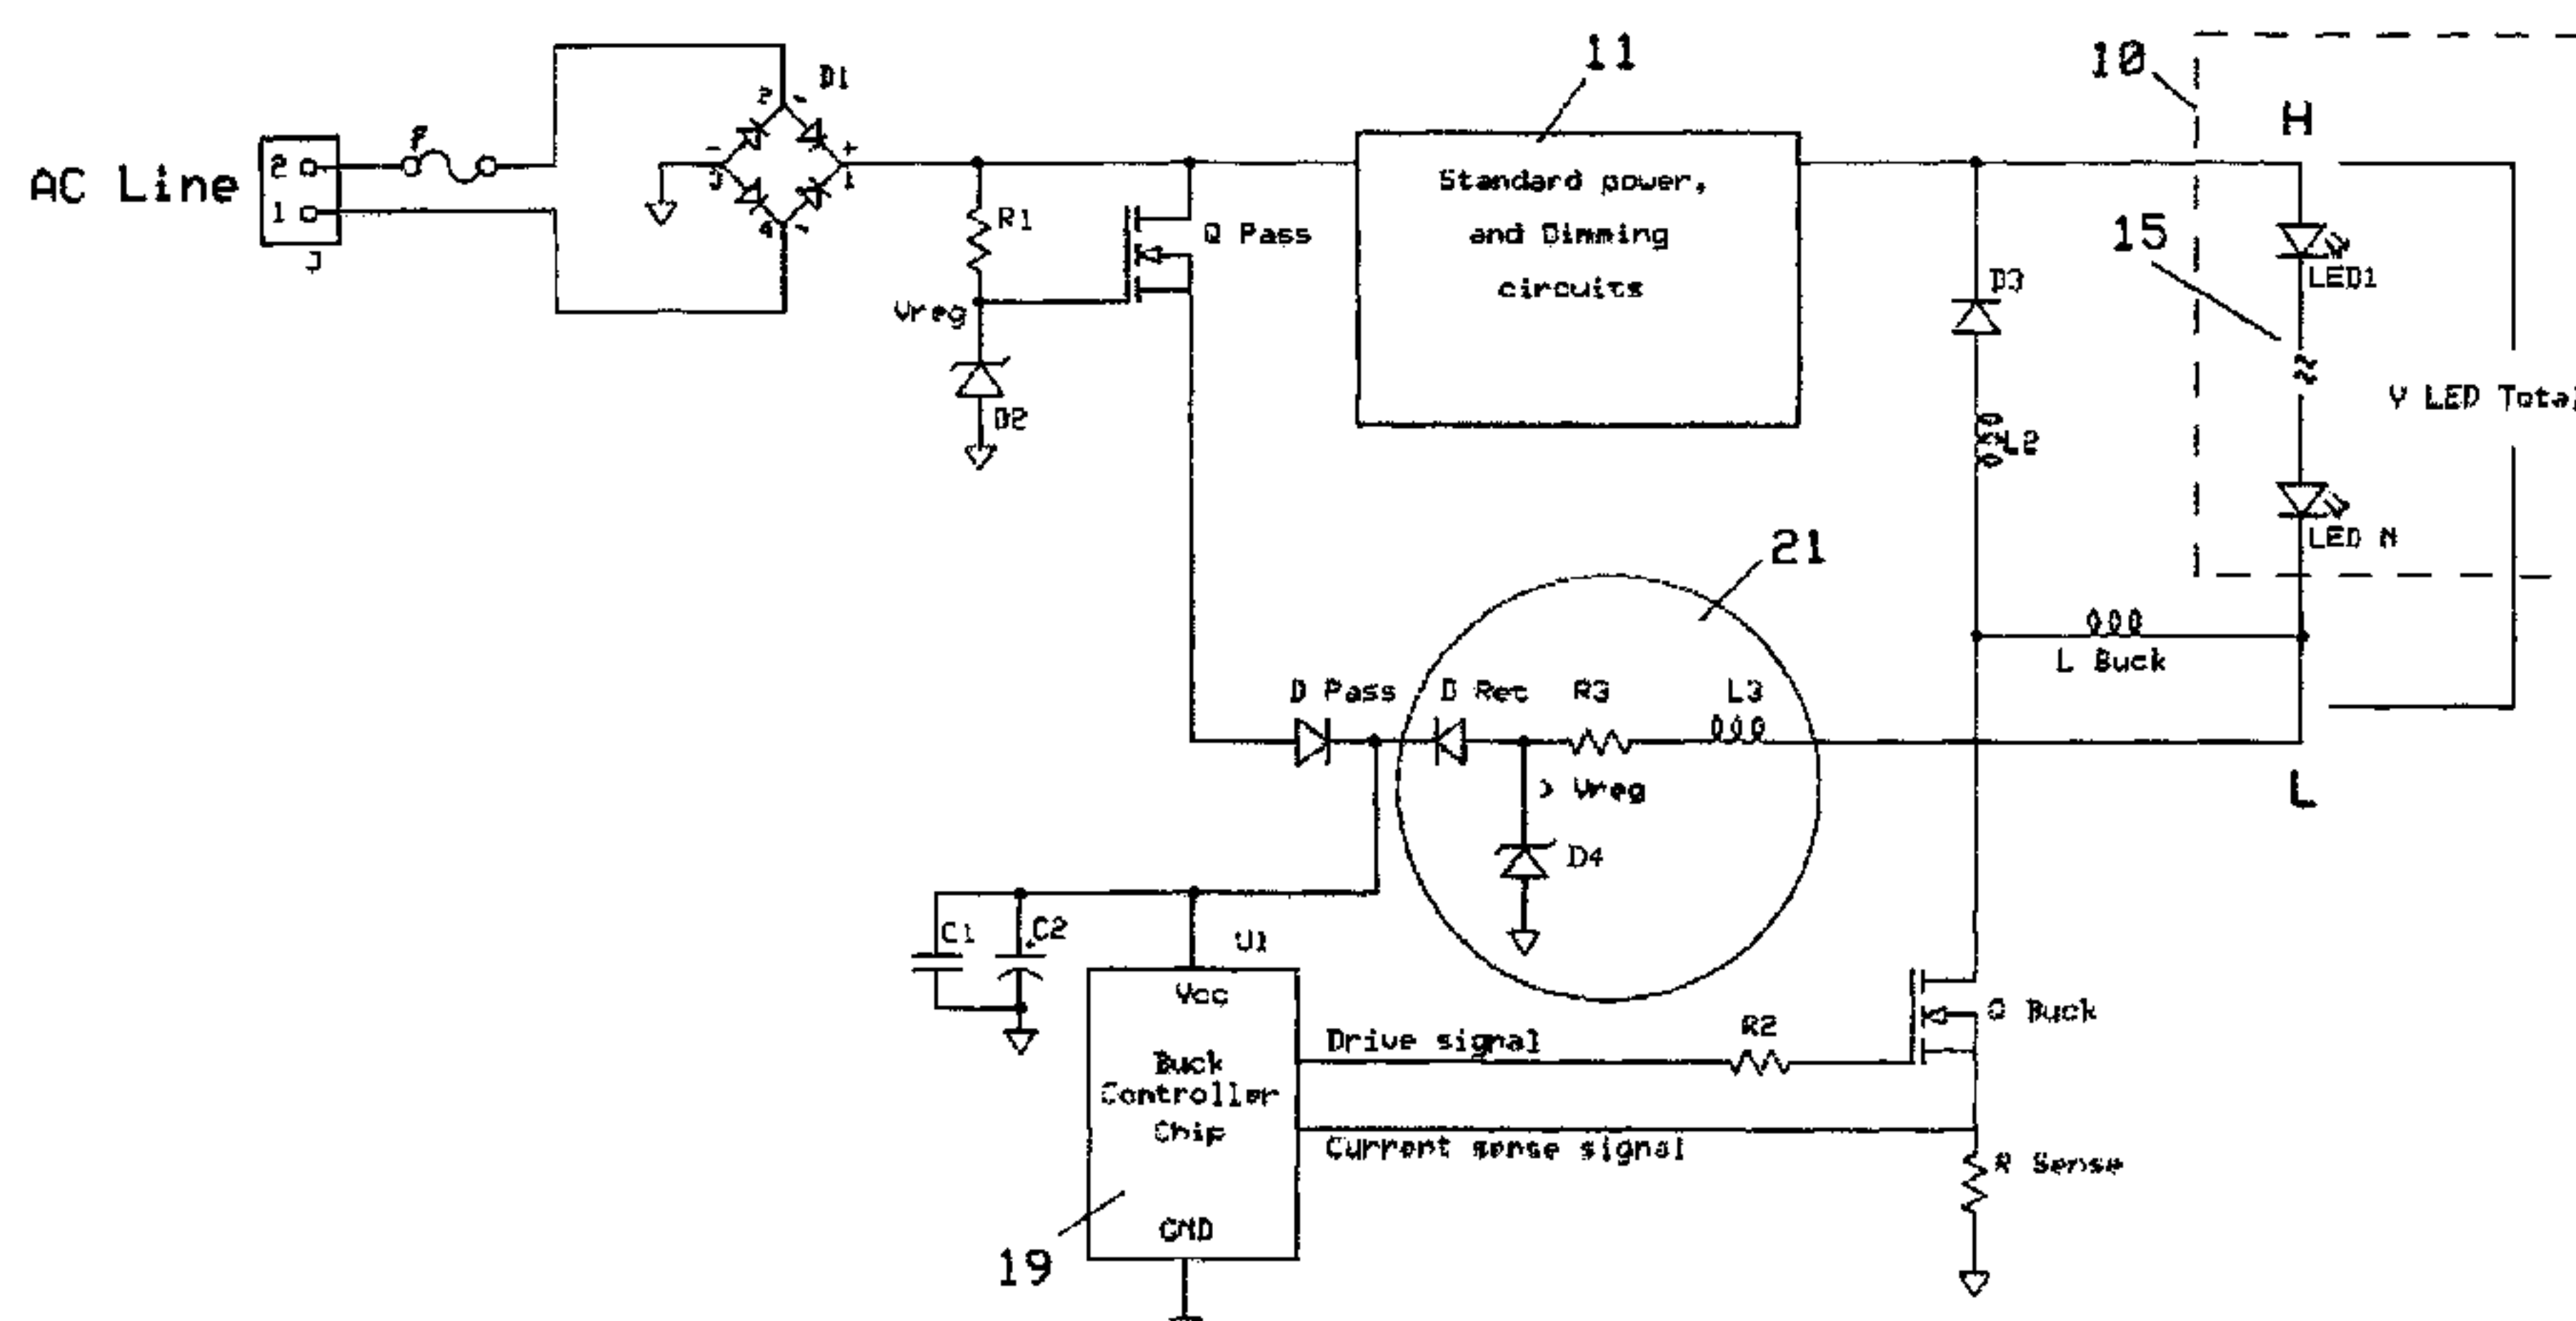 AC Line
2
1
J
F
D1
2
-
-
3
+
1
4
-
R1
Vreg
D2
Q Pass
11
Standard power,
and Dimming
circuits
10
H
15
LED1
LED N
V LED Total
D3
L2
L Buck
L
21
D Pass
D Ret
R3
L3
> Vreg
D4
C1
C2
U1
Vcc
Buck
Controller
Chip
GND
19
Drive signal
R2
Q Buck
Current sense signal
R Sense